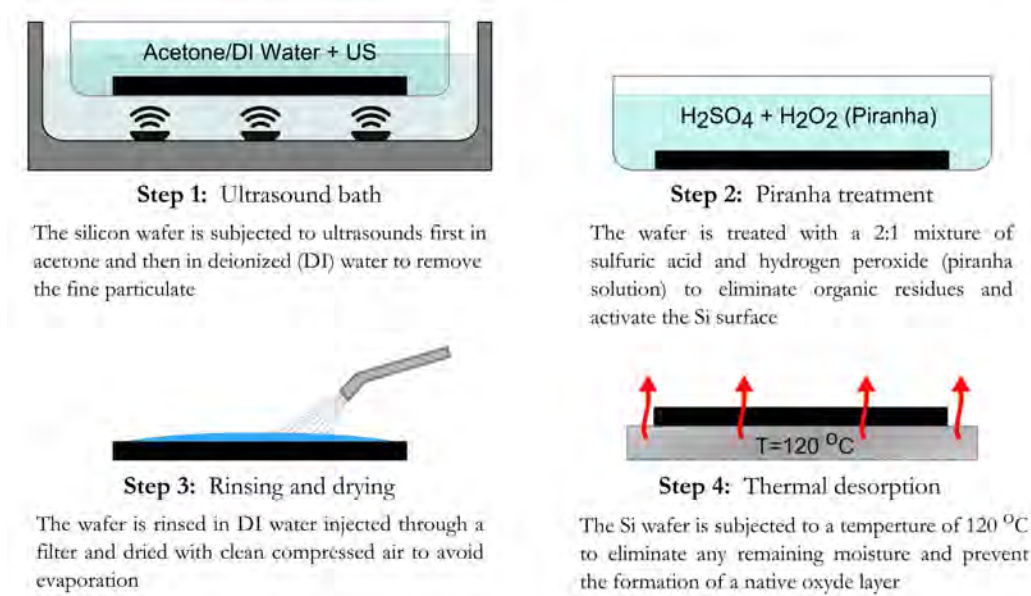 Acetone/DI Water + US
Step 1: Ultrasound bath
The silicon wafer is subjected to ultrasounds first in
acetone and then in deionized (DI) water to remove
the fine particulate
H2SO4 + H2O2 (Piranha)
Step 2: Piranha treatment
The wafer is treated with a 2:1 mixture of
sulfuric acid and hydrogen peroxide (piranha
solution) to eliminate organic residues and
activate the Si surface
Step 3: Rinsing and drying
The wafer is rinsed in DI water injected through a
filter and dried with clean compressed air to avoid
evaporation
T=120 ºC
Step 4: Thermal desorption
The Si wafer is subjected to a temperture of 120 ºC
to eliminate any remaining moisture and prevent
the formation of a native oxyde layer